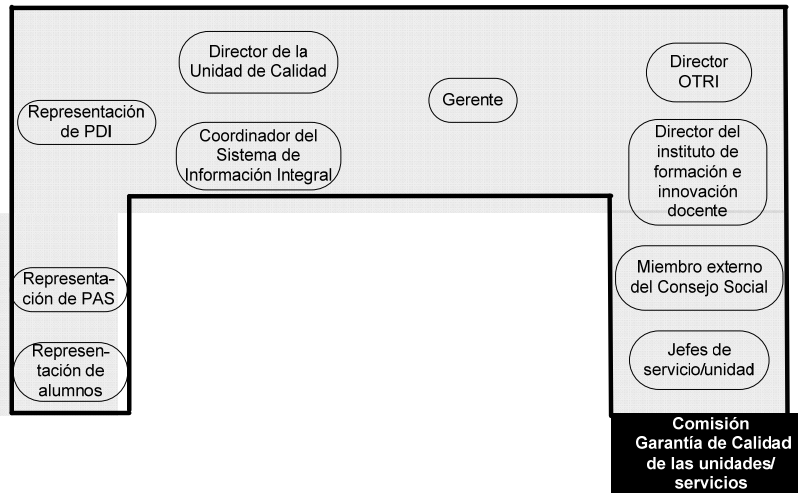 Director de la
Unidad de Calidad
Director
OTRI
Gerente
Representación
de PDI
Coordinador del
Sistema de
Información Integral
Director del
instituto de
formación e
innovación
docente
Representa-
ción de PAS
Miembro externo
del Consejo Social
Represen-
tación de
alumnos
Jefes de
servicio/unidad
Comisión
Garantía de Calidad
de las unidades/
servicios